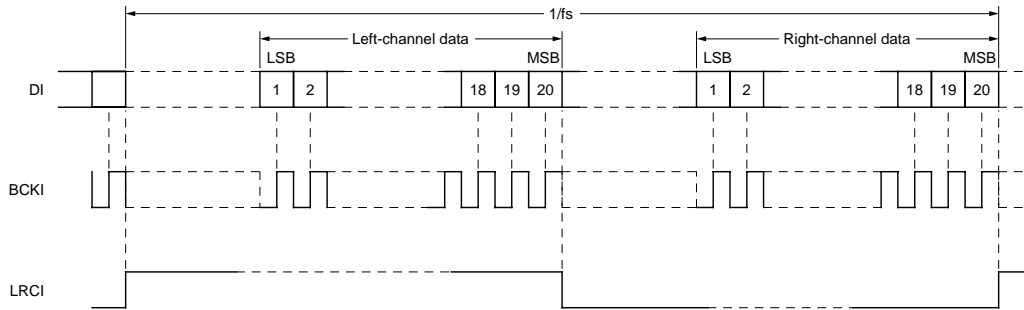 1/fs
Left-channel data
Right-channel data
LSB
MSB
LSB
MSB
DI
1
2
18
19
20
1
2
18
19
20
BCKI
LRCI